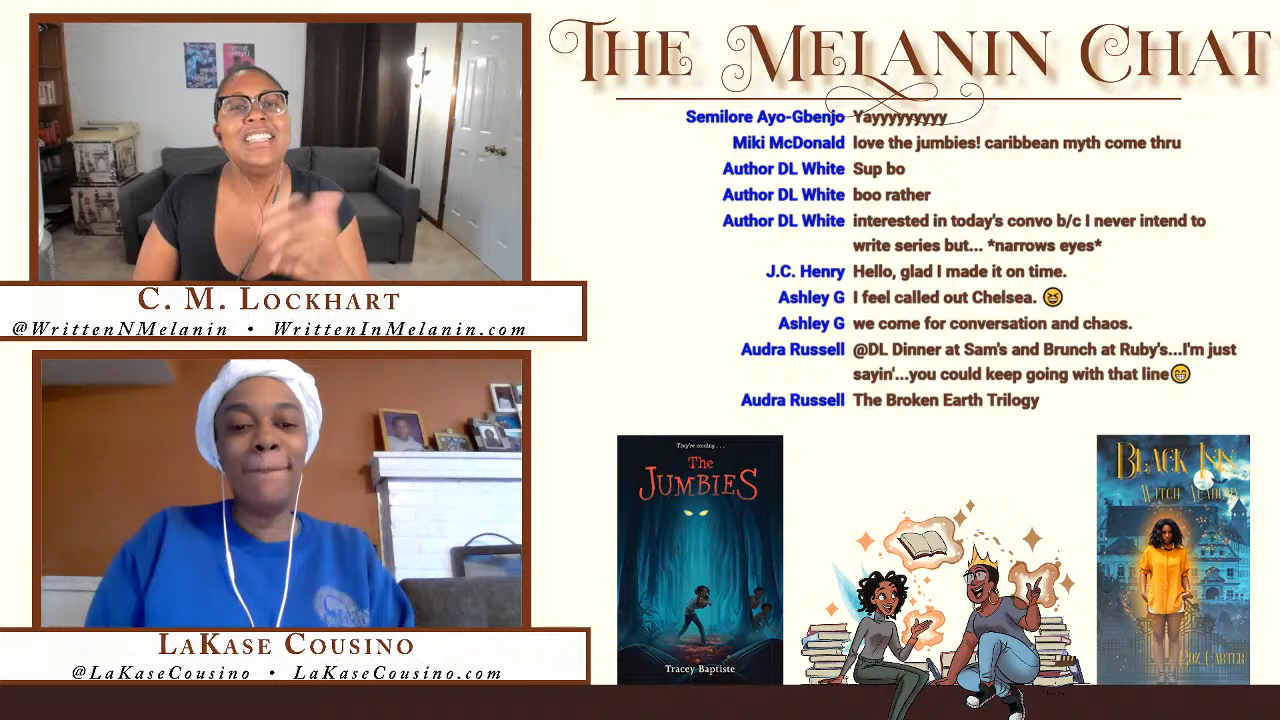 THE MELANIN CHAT
Semilore Ayo-Gbenjo Yayyyyyyyyy
Miki McDonald love the jumbies! caribbean myth come thru
Author DL White Sup bo
Author DL White boo rather
Author DL White interested in today's convo b/c I never intend to
write series but... *narrows eyes*
J.C. Henry Hello, glad I made it on time.
Ashley G I feel called out Chelsea. 😆
Ashley G we come for conversation and chaos.
Audra Russell @DL Dinner at Sam's and Brunch at Ruby's...I'm just
sayin'...you could keep going with that line😁
Audra Russell The Broken Earth Trilogy
C. M. LOCKHART
@WrittenNMelanin • WrittenInMelanin.com
LAKASE COUSINO
@LaKaseCousino • LaKaseCousino.com
They're coming . . .
The
JUMBIES
Tracey Baptiste
BLACK ISIS
WITCH ACADEMY
ROZ CARTER